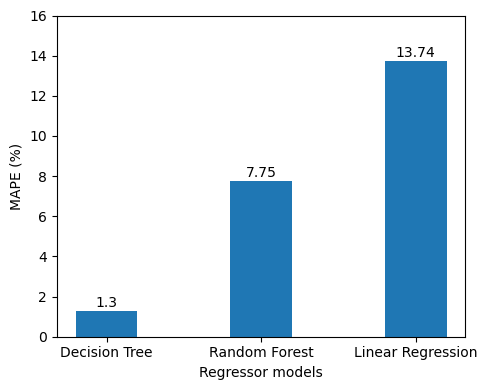 MAPE (%)
16
14
12
10
8
6
4
2
0
1.3
7.75
13.74
Decision Tree
Random Forest
Linear Regression
Regressor models